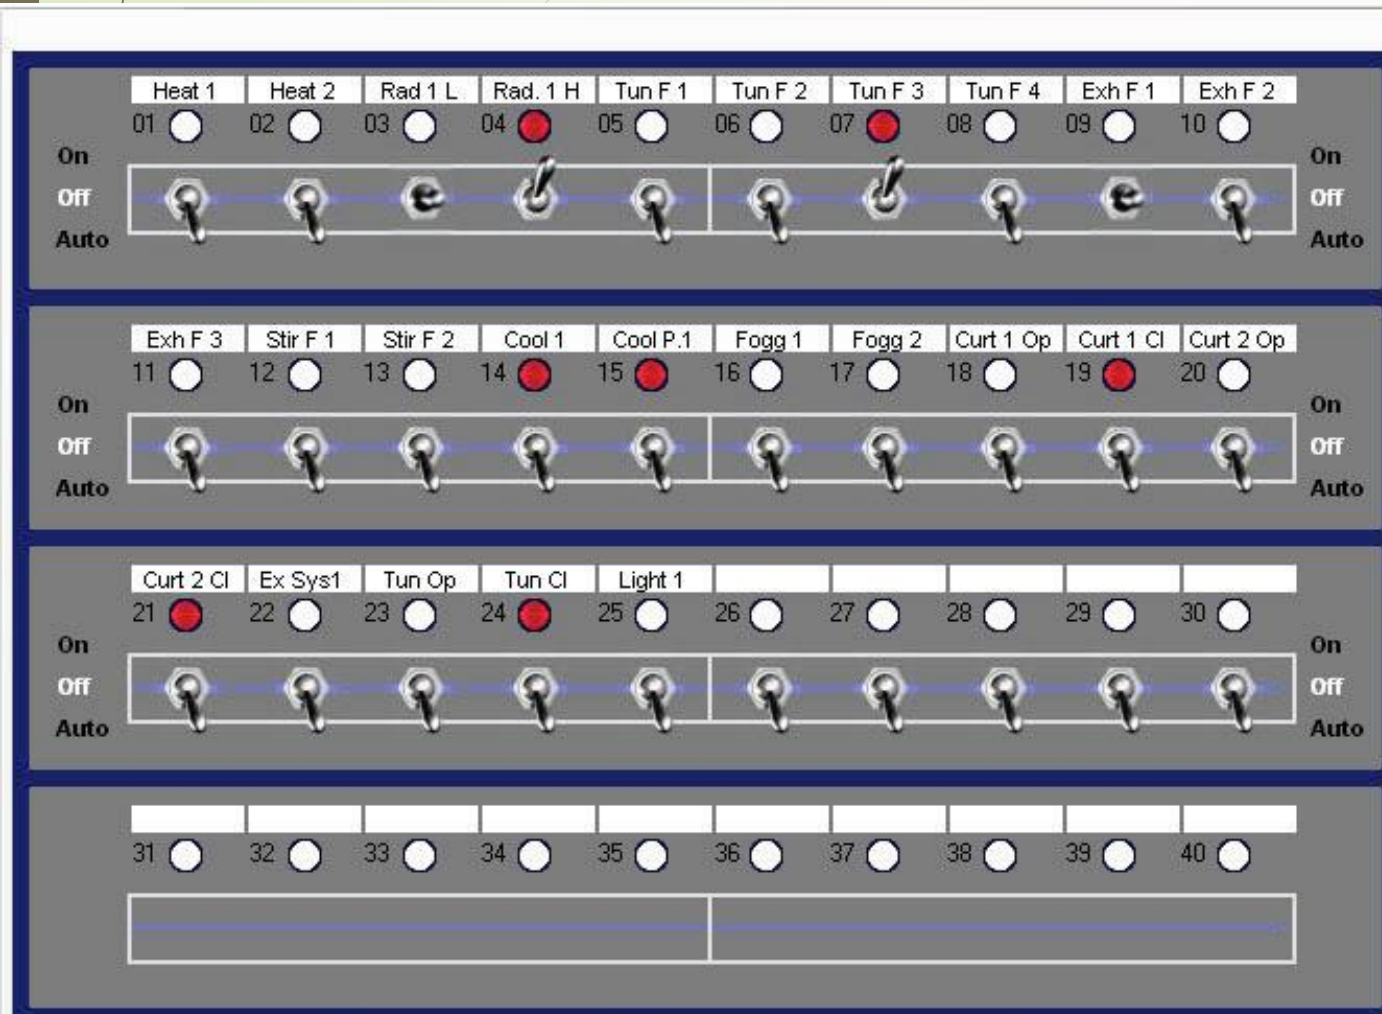 Heat 1 Heat 2 Rad 1 L Rad. 1 H Tun F 1 Tun F 2 Tun F 3 Tun F 4 Exh F 1 Exh F 2
01 02 03 04 05 06 07 08 09 10
On On
Off Off
Auto Auto
Exh F 3 Stir F 1 Stir F 2 Cool 1 Cool P.1 Fogg 1 Fogg 2 Curt 1 Op Curt 1 Cl Curt 2 Op
11 12 13 14 15 16 17 18 19 20
On On
Off Off
Auto Auto
Curt 2 Cl Ex Sys1 Tun Op Tun Cl Light 1
21 22 23 24 25 26 27 28 29 30
On On
Off Off
Auto Auto
31 32 33 34 35 36 37 38 39 40